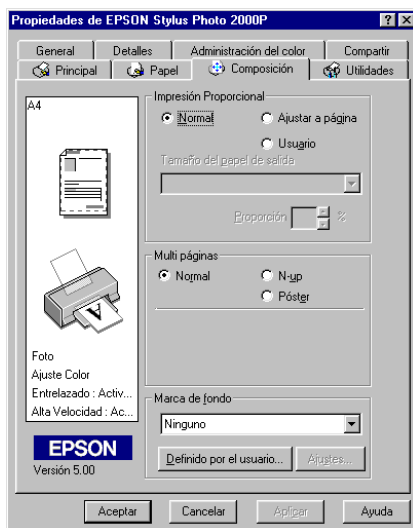 Propiedades de EPSON Stylus Photo 2000P
General Detalles Administración del color Compartir
Principal Papel Composición Utilidades
A4
Impresión Proporcional
Normal Ajustar a página
Usuario
Tamaño del papel de salida
Proporción %
Multi páginas
Normal N-up
Póster
Foto
Ajuste Color
Entrelazado : Activ...
Alta Velocidad : Ac...
Marca de fondo
Ninguno
Definido por el usuario... Ajustes...
EPSON
Versión 5.00
Aceptar Cancelar Aplicar Ayuda